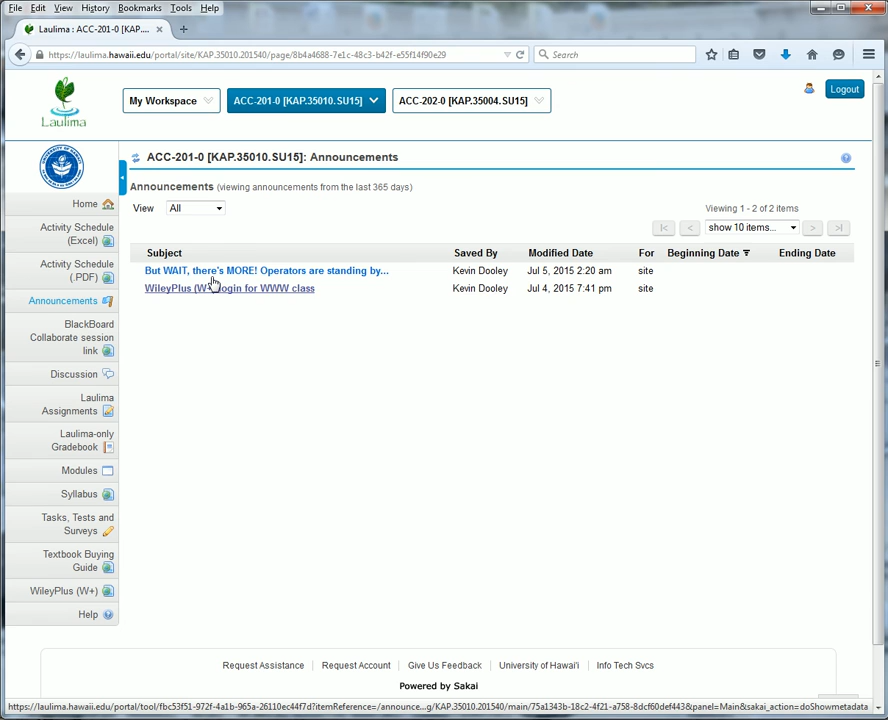 File Edit View History Bookmarks Tools Help
Laulima : ACC-201-0 [KAP....
https://laulima.hawaii.edu/portal/site/KAP.35010.201540/page/8b4a4688-7e1c-48c3-b42f-e55f14f90e29
Search
Laulima
My Workspace
ACC-201-0 [KAP.35010.SU15]
ACC-202-0 [KAP.35004.SU15]
Logout
ACC-201-0 [KAP.35010.SU15]: Announcements
Announcements (viewing announcements from the last 365 days)
View All
Viewing 1 - 2 of 2 items
show 10 items...
Subject Saved By Modified Date For Beginning Date Ending Date
But WAIT, there's MORE! Operators are standing by... Kevin Dooley Jul 5, 2015 2:20 am site
WileyPlus (W login for WWW class Kevin Dooley Jul 4, 2015 7:41 pm site
Home
Activity Schedule
(Excel)
Activity Schedule
(.PDF)
Announcements
BlackBoard
Collaborate session
link
Discussion
Laulima
Assignments
Laulima-only
Gradebook
Modules
Syllabus
Tasks, Tests and
Surveys
Textbook Buying
Guide
WileyPlus (W+)
Help
Request Assistance | Request Account | Give Us Feedback | University of Hawai'i | Info Tech Svcs
Powered by Sakai
https://laulima.hawaii.edu/portal/tool/fbc53f51-972f-4a1b-965a-26110ec44f7d?itemReference=/announce...g/KAP.35010.201540/main/75a1343b-18c2-4f21-a758-8dcf60def443&panel=Main&sakai_action=doShowmetadata